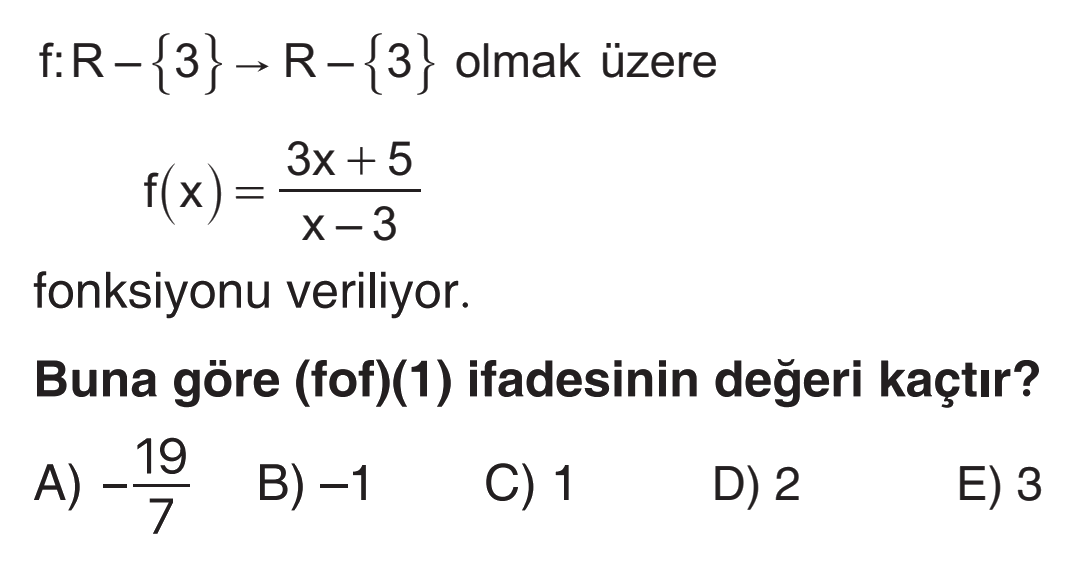 f: R – {3} → R – {3} olmak üzere
f(x) = (3x + 5) / (x – 3)
fonksiyonu veriliyor.
Buna göre (fof)(1) ifadesinin değeri kaçtır?
A) –19/7 B) –1 C) 1 D) 2 E) 3